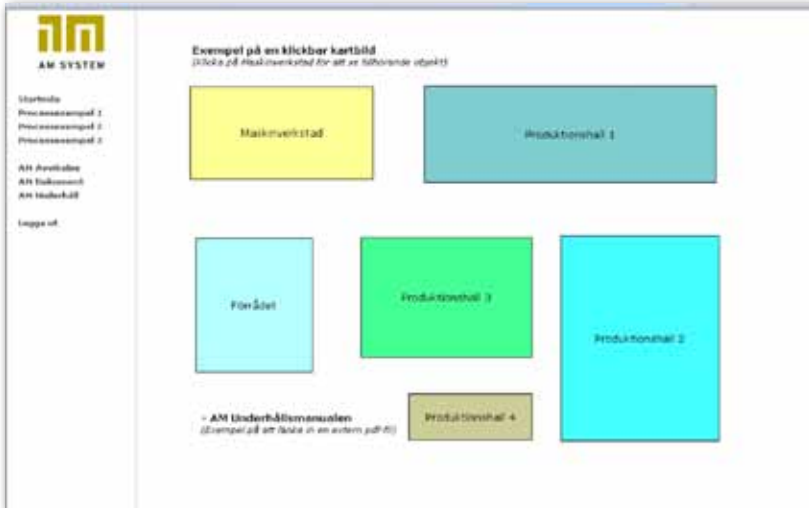 AM SYSTEM
Startsida
Processexempel 1
Processexempel 2
Processexempel 3
AM Avvikelse
AM Dokument
AM Underhåll
Logga ut
Exempel på en klickbar kartbild
(Klicka på Maskinverkstad för att se tillhörande objekt)
Maskinverkstad
Produktionshall 1
Förrådet
Produktionshall 3
Produktionshall 2
- AM Underhållsmanualen
(Exempel på att länka in en extern pdf-fil)
Produktionshall 4